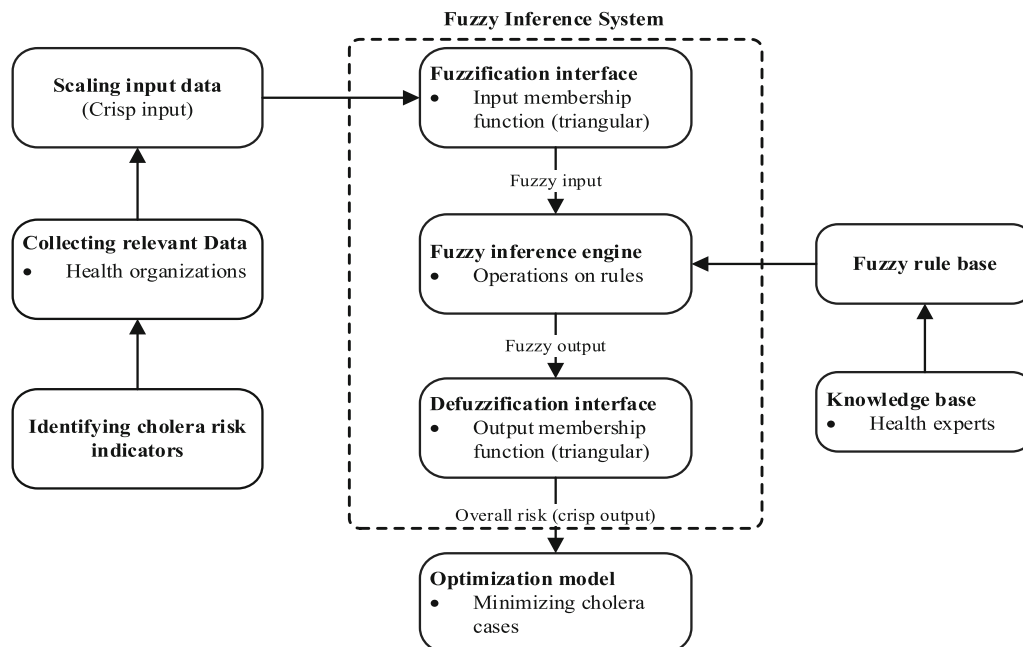 Fuzzy Inference System
Scaling input data
(Crisp input)
Fuzzification interface
• Input membership
function (triangular)
Fuzzy input
Collecting relevant Data
• Health organizations
Fuzzy inference engine
• Operations on rules
Fuzzy rule base
Fuzzy output
Identifying cholera risk
indicators
Defuzzification interface
• Output membership
function (triangular)
Knowledge base
• Health experts
Overall risk (crisp output)
Optimization model
• Minimizing cholera
cases